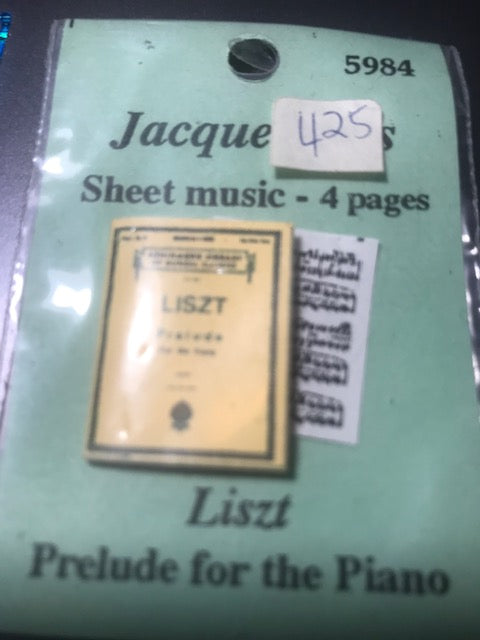 5984
Jacque s
425
Sheet music - 4 pages
LISZT
Prelude
Liszt
Prelude for the Piano